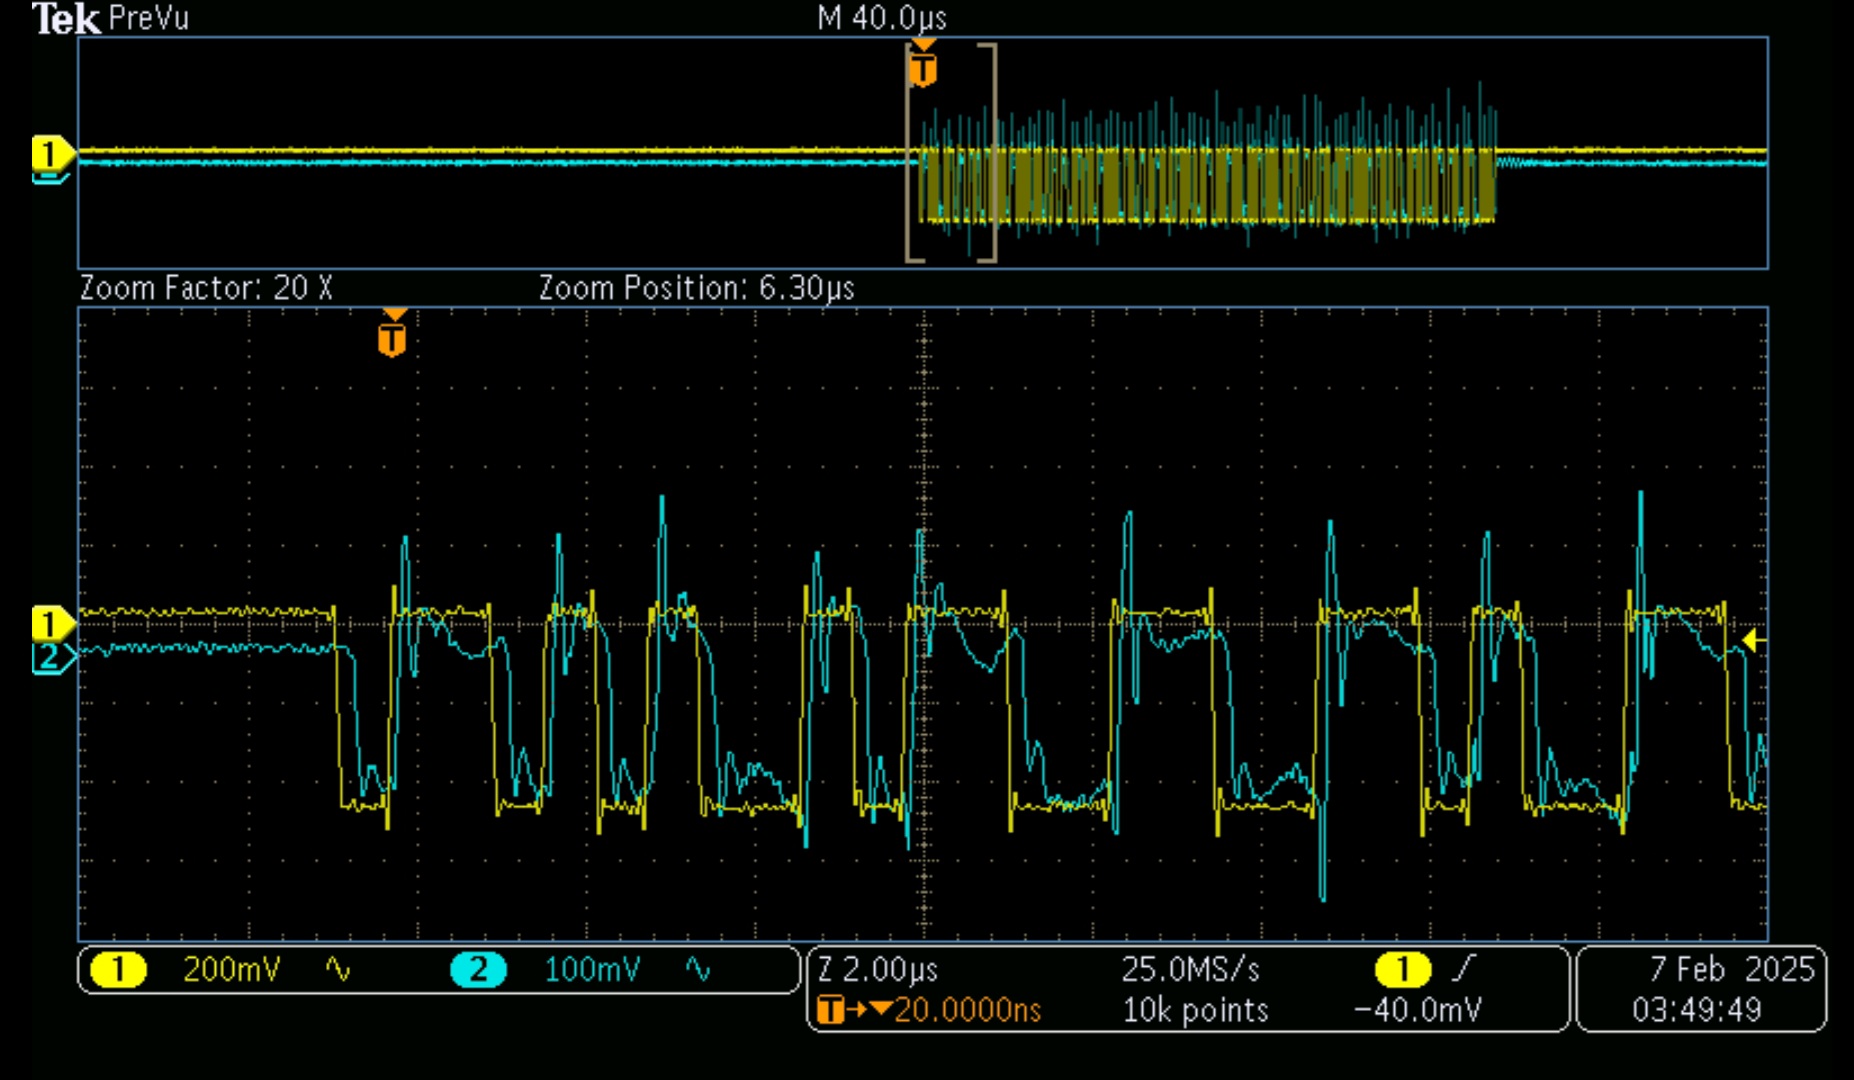 Tek PreVu M 40.0µs
T
1
Zoom Factor: 20 X Zoom Position: 6.30µs
T
1
2
1 200mV 2 100mV
Z 2.00µs 25.0MS/s 1
T→▼20.0000ns 10k points −40.0mV
7 Feb 2025
03:49:49